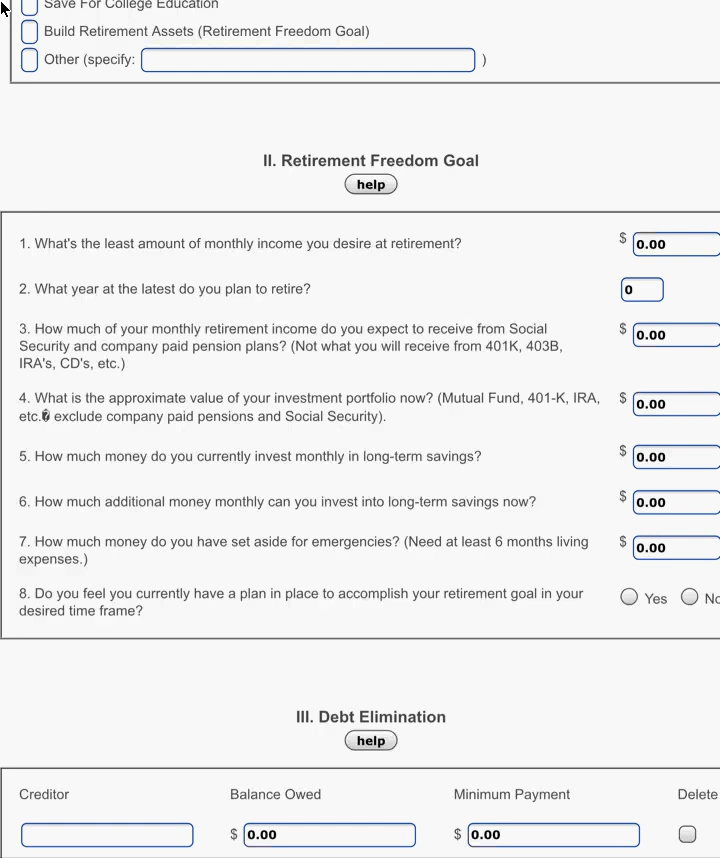 Save For College Education
Build Retirement Assets (Retirement Freedom Goal)
Other (specify: )
II. Retirement Freedom Goal
help
1. What's the least amount of monthly income you desire at retirement? $ 0.00
2. What year at the latest do you plan to retire? 0
3. How much of your monthly retirement income do you expect to receive from Social $ 0.00
Security and company paid pension plans? (Not what you will receive from 401K, 403B,
IRA's, CD's, etc.)
4. What is the approximate value of your investment portfolio now? (Mutual Fund, 401-K, IRA, $ 0.00
etc.� exclude company paid pensions and Social Security).
5. How much money do you currently invest monthly in long-term savings? $ 0.00
6. How much additional money monthly can you invest into long-term savings now? $ 0.00
7. How much money do you have set aside for emergencies? (Need at least 6 months living $ 0.00
expenses.)
8. Do you feel you currently have a plan in place to accomplish your retirement goal in your Yes No
desired time frame?
III. Debt Elimination
help
Creditor Balance Owed Minimum Payment Delete
$ 0.00 $ 0.00